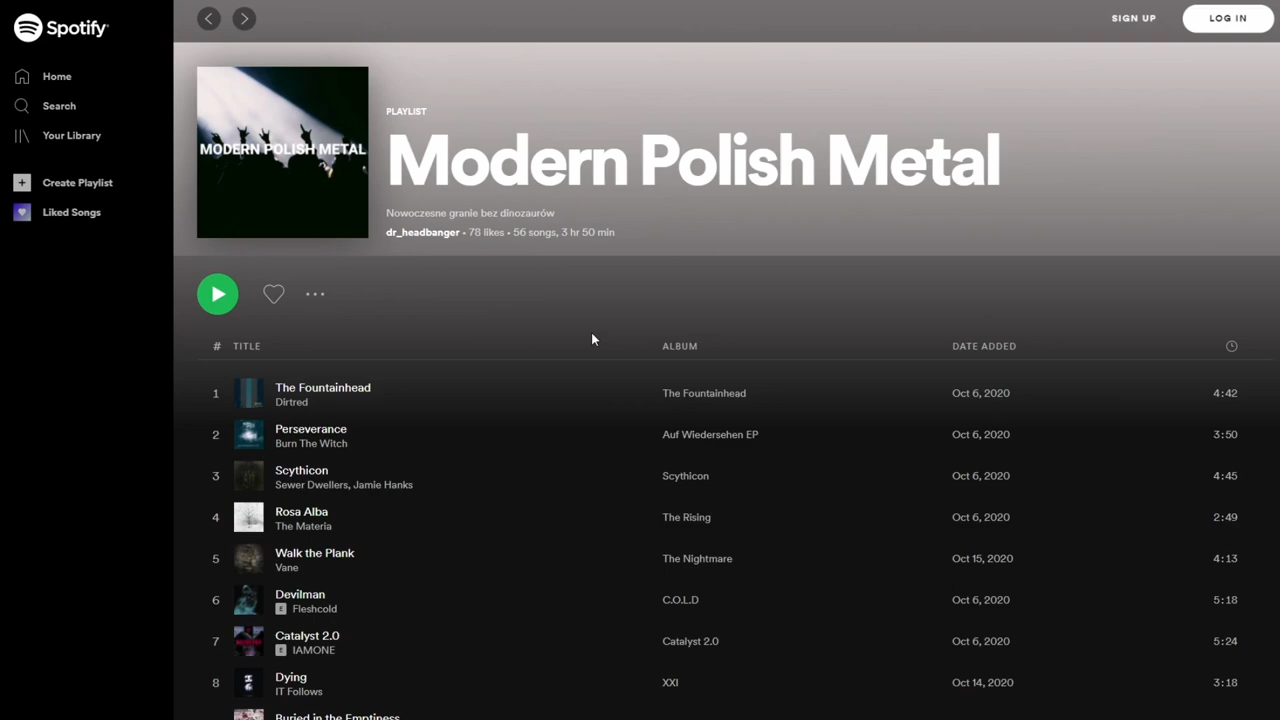 Spotify
Home
Search
Your Library
Create Playlist
Liked Songs
SIGN UP
LOG IN
MODERN POLISH METAL
PLAYLIST
Modern Polish Metal
Nowoczesne granie bez dinozaurów
dr_headbanger • 78 likes • 56 songs, 3 hr 50 min
# TITLE ALBUM DATE ADDED
1 The Fountainhead The Fountainhead Oct 6, 2020 4:42
Dirtred
2 Perseverance Auf Wiedersehen EP Oct 6, 2020 3:50
Burn The Witch
3 Scythicon Scythicon Oct 6, 2020 4:45
Sewer Dwellers, Jamie Hanks
4 Rosa Alba The Rising Oct 6, 2020 2:49
The Materia
5 Walk the Plank The Nightmare Oct 15, 2020 4:13
Vane
6 Devilman C.O.L.D Oct 6, 2020 5:18
E Fleshcold
7 Catalyst 2.0 Catalyst 2.0 Oct 6, 2020 5:24
E IAMONE
8 Dying XXI Oct 14, 2020 3:18
IT Follows
Buried in the Emptiness